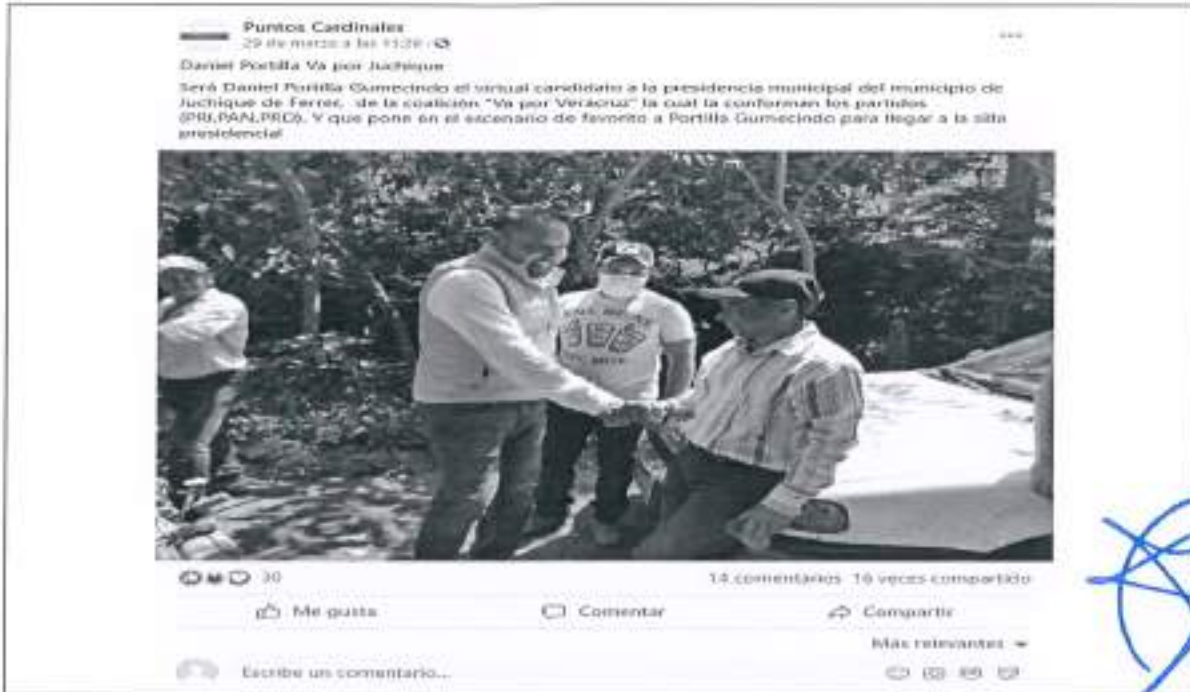 Puntos Cardinales
29 de marzo a las 11:29
Daniel Portilla Va por Juchique
Será Daniel Portilla Gumecindo el virtual candidato a la presidencia municipal del municipio de
Juchique de Ferrer, de la coalición "Va por Veracruz" la cual la conforman los partidos
(PRI,PAN,PRD). Y que pone en el escenario de favorito a Portilla Gumecindo para llegar a la silla
presidencial
30
14 comentarios 16 veces compartido
Me gusta Comentar Compartir
Más relevantes
Escribe un comentario...